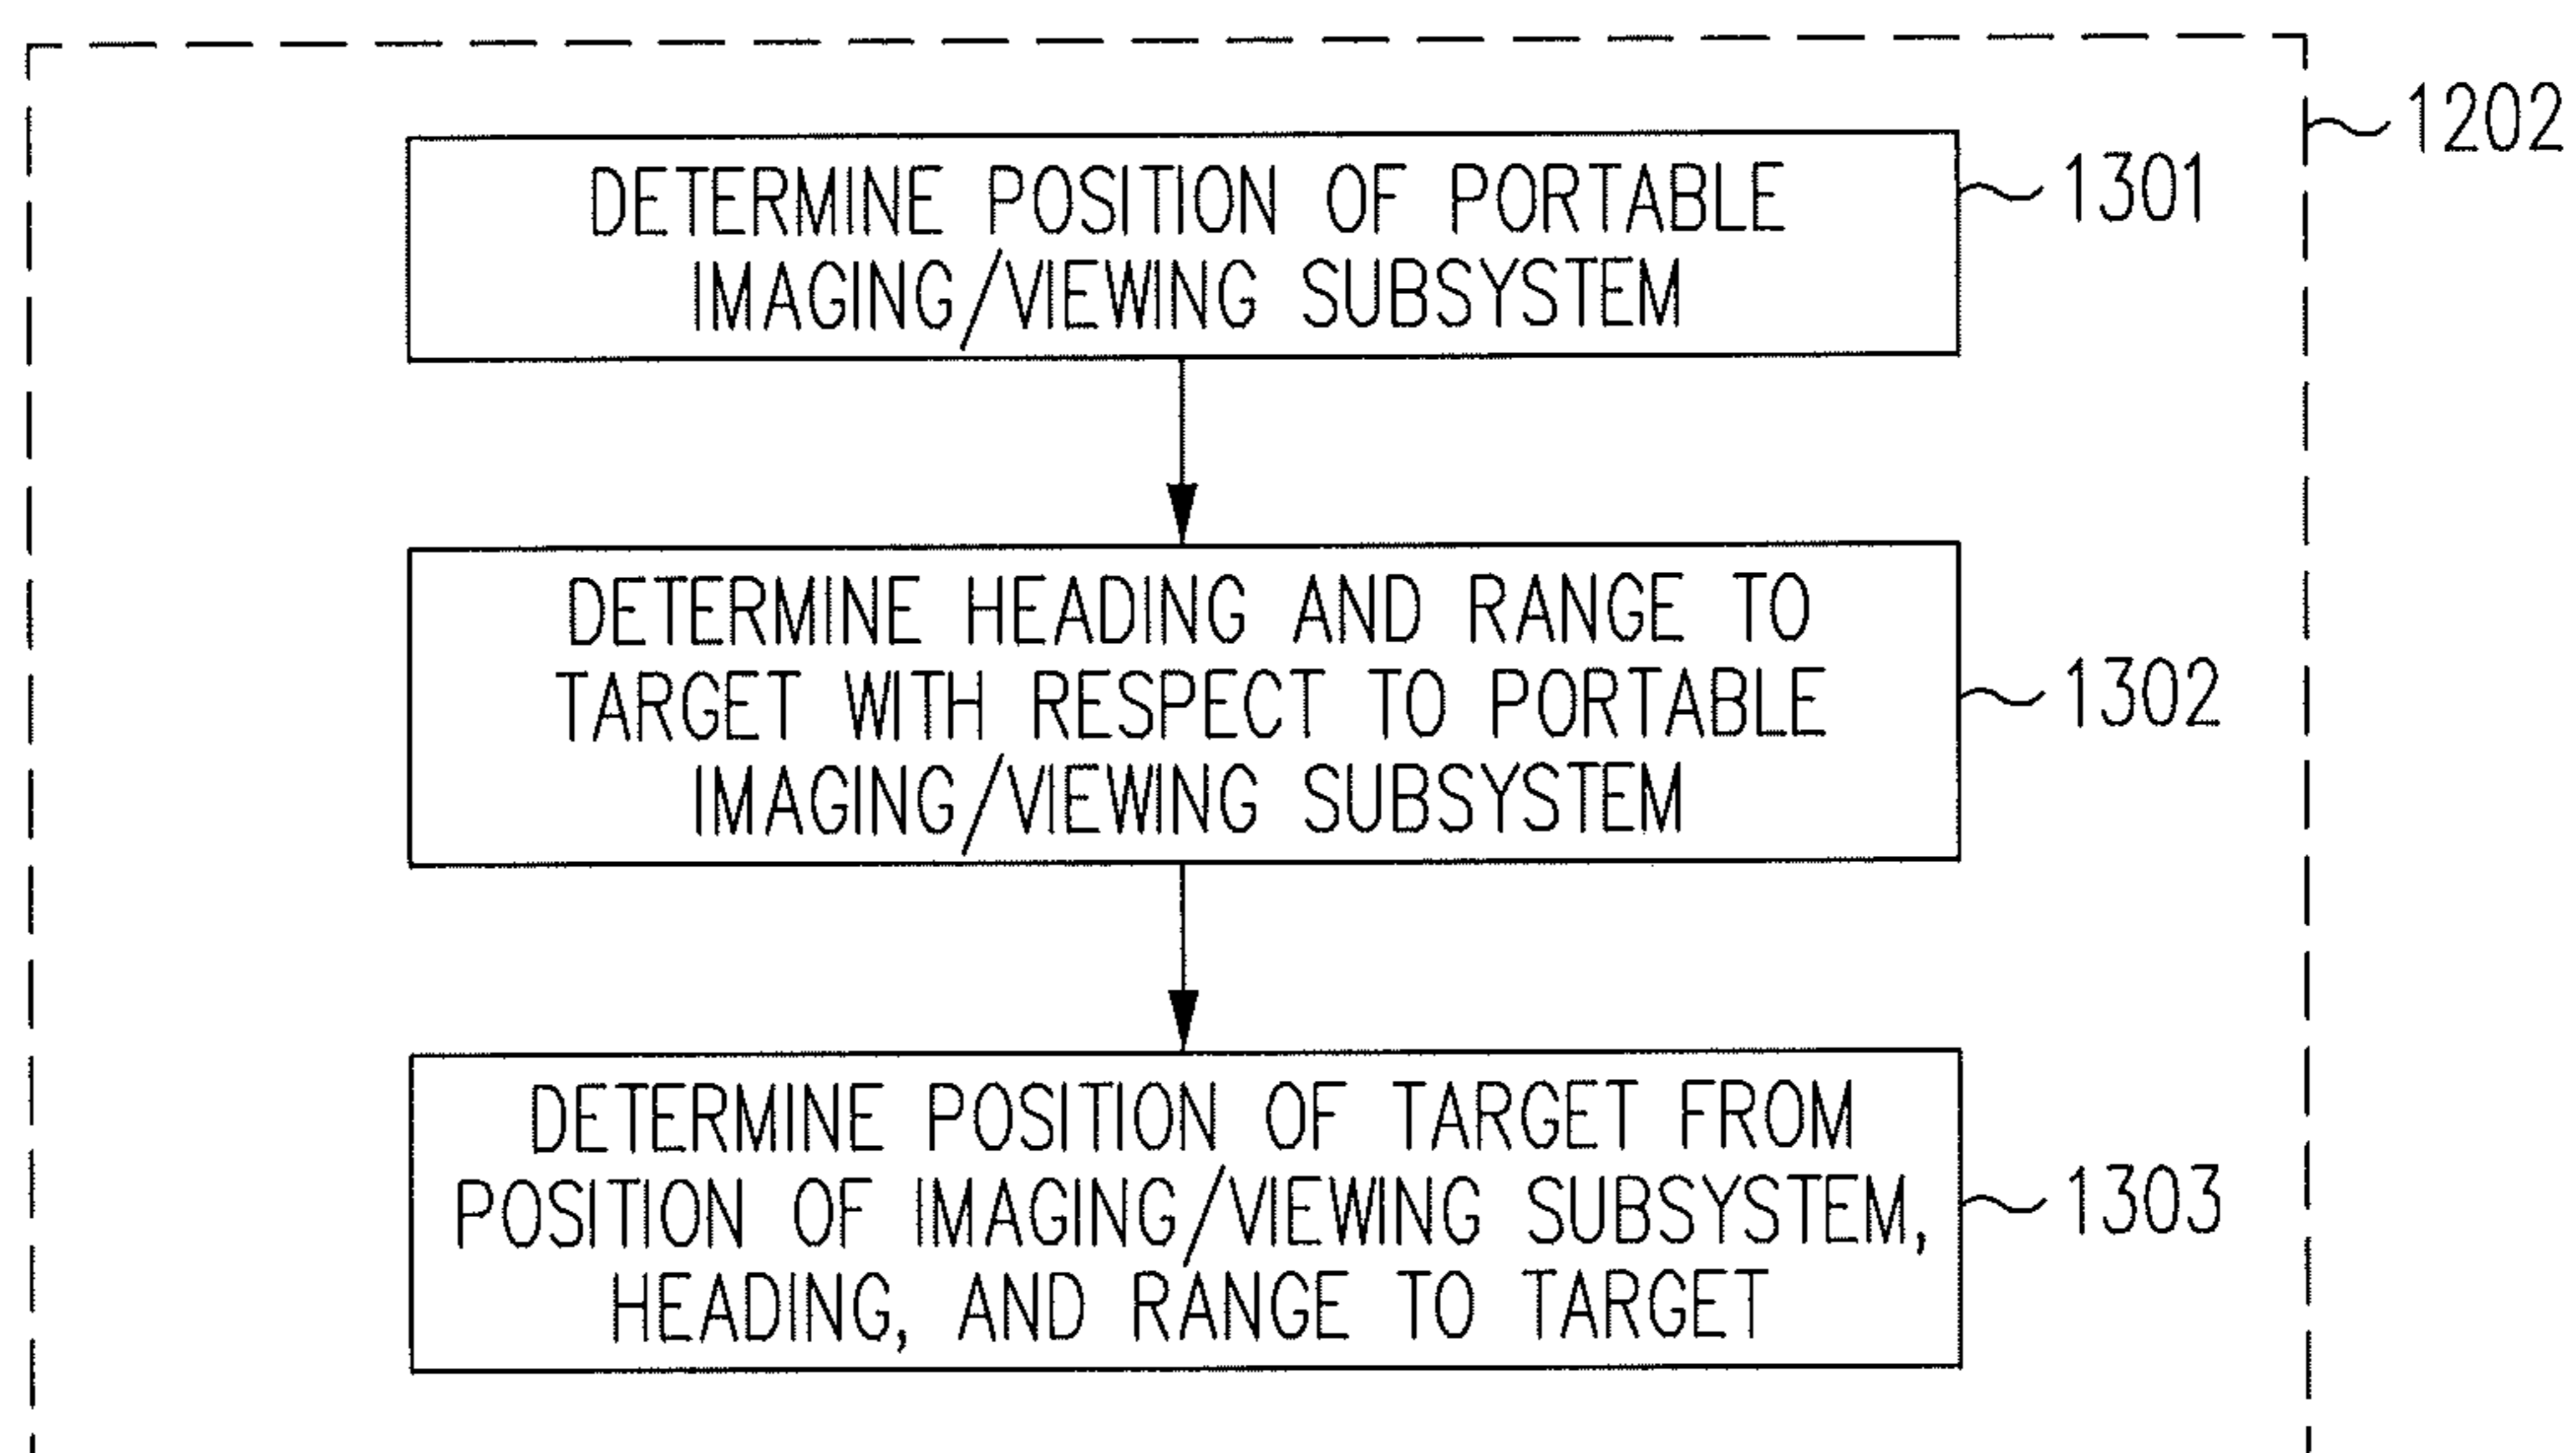 1202
DETERMINE POSITION OF PORTABLE
IMAGING/VIEWING SUBSYSTEM
1301
DETERMINE HEADING AND RANGE TO
TARGET WITH RESPECT TO PORTABLE
IMAGING/VIEWING SUBSYSTEM
1302
DETERMINE POSITION OF TARGET FROM
POSITION OF IMAGING/VIEWING SUBSYSTEM,
HEADING, AND RANGE TO TARGET
1303